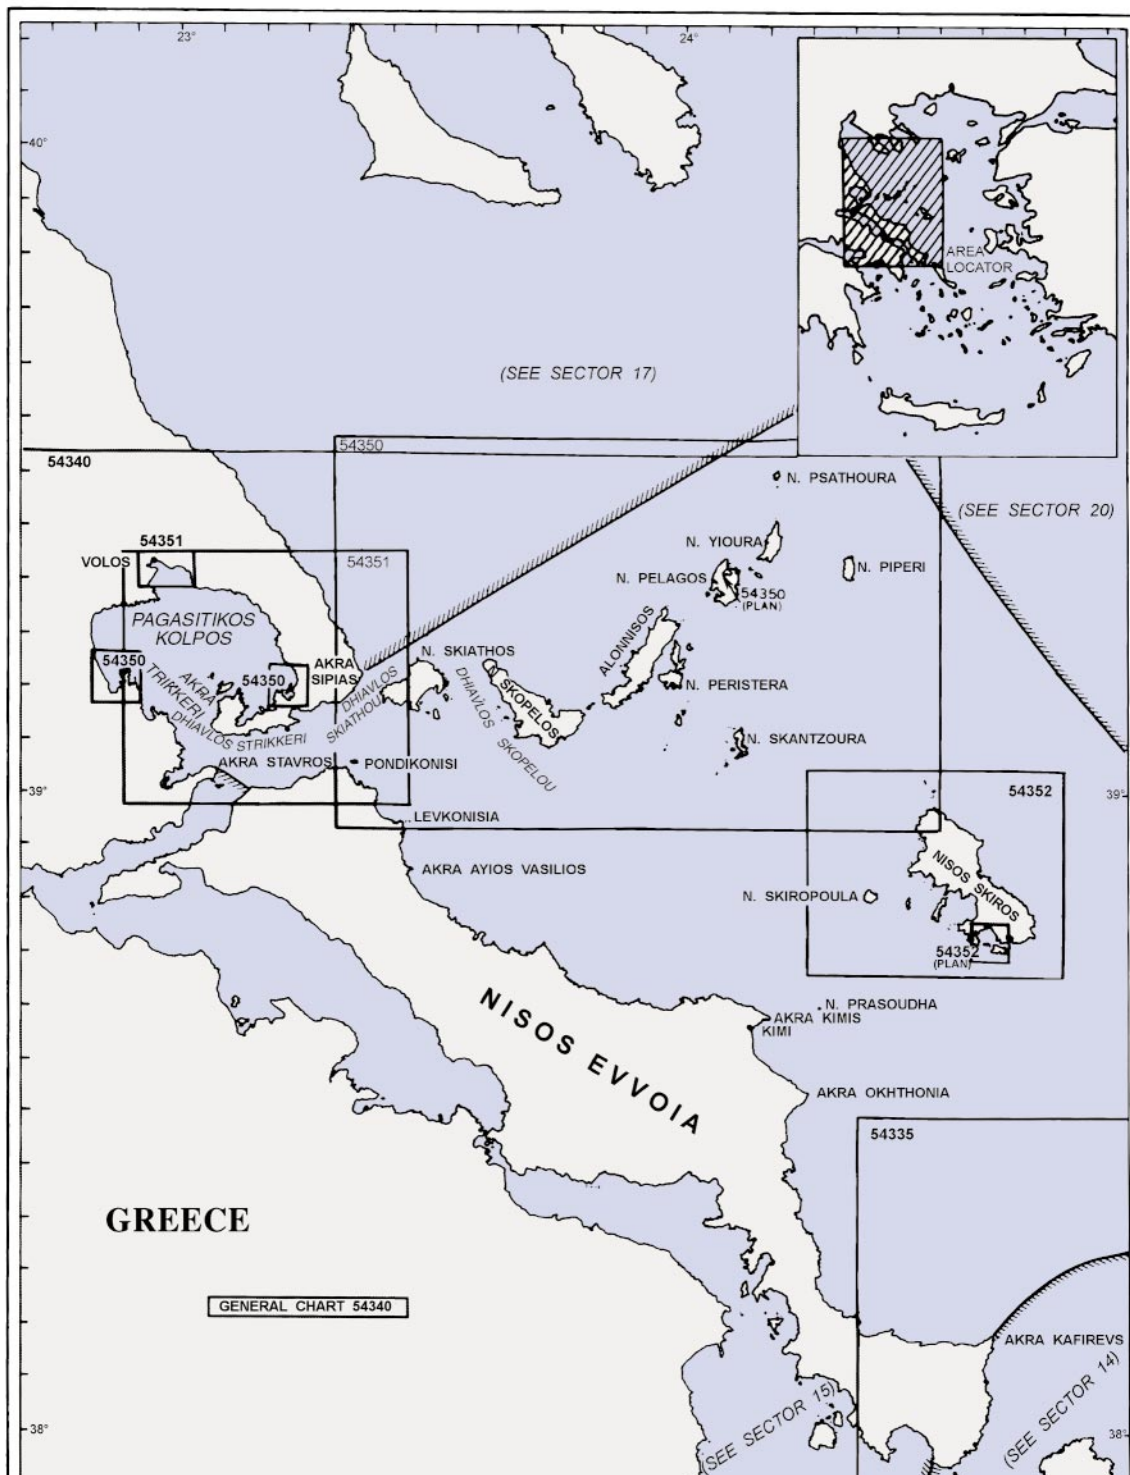 23°
24°
40°
AREA
LOCATOR
(SEE SECTOR 17)
54350
54340
N. PSATHOURA
(SEE SECTOR 20)
54351
VOLOS
54351
N. YIOURA
N. PIPERI
N. PELAGOS
54350
(PLAN)
PAGASITIKOS
KOLPOS
ALONNISOS
N. SKIATHOS
54350
54350
AKRA
SIPIAS
AKRA
TRIKKERI
DHIAVLOS
SKIATHOU
N. SKOPELOS
N. PERISTERA
DHIAVLOS SKOPELOU
DHIAVLOS STRIKKERI
N. SKANTZOURA
AKRA STAVROS
PONDIKONISI
39°
39°
54352
LEVKONISIA
AKRA AYIOS VASILIOS
NISOS SKIROS
N. SKIROPOULA
54352
(PLAN)
N. PRASOUDHA
AKRA KIMIS
KIMI
NISOS EVVOIA
AKRA OKHTHONIA
54335
GREECE
GENERAL CHART 54340
AKRA KAFIREVS
(SEE SECTOR 15)
(SEE SECTOR 14)
38°
38°